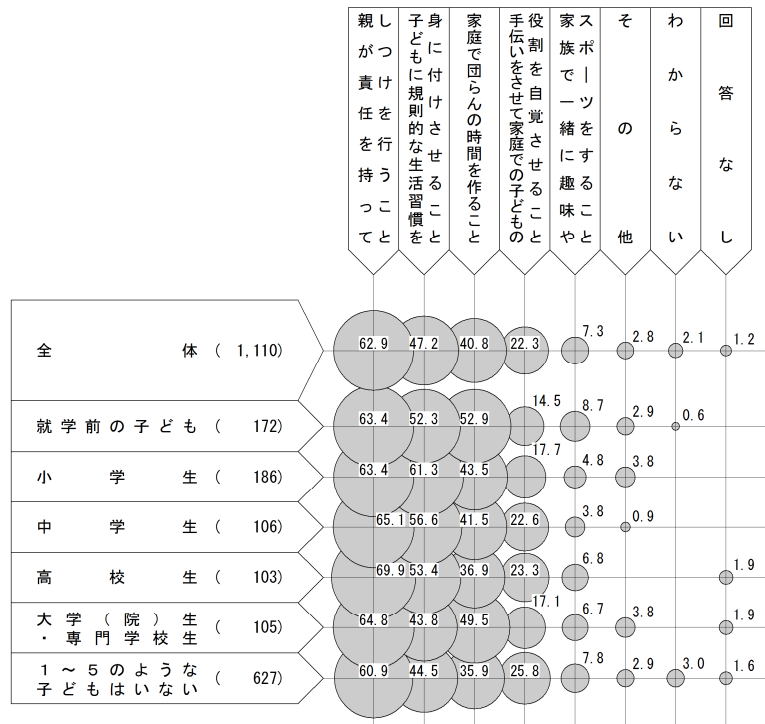 親が責任を持って
しつけを行うこと
子どもに規則的な生活習慣を
身に付けさせること
家庭で団らんの時間を作ること
手伝いをさせて家庭での子どもの
役割を自覚させること
家族で一緒に趣味や
スポーツをすること
その他
わからない
回答なし
全体（1,110） 62.9 47.2 40.8 22.3 7.3 2.8 2.1 1.2
就学前の子ども（172） 63.4 52.3 52.9 14.5 8.7 2.9 0.6
小学生（186） 63.4 61.3 43.5 17.7 4.8 3.8
中学生（106） 65.1 56.6 41.5 22.6 3.8 0.9
高校生（103） 69.9 53.4 36.9 23.3 6.8 1.9
大学（院）生
・専門学校生（105） 64.8 43.8 49.5 17.1 6.7 3.8 1.9
１～５のような
子どもはいない（627） 60.9 44.5 35.9 25.8 7.8 2.9 3.0 1.6